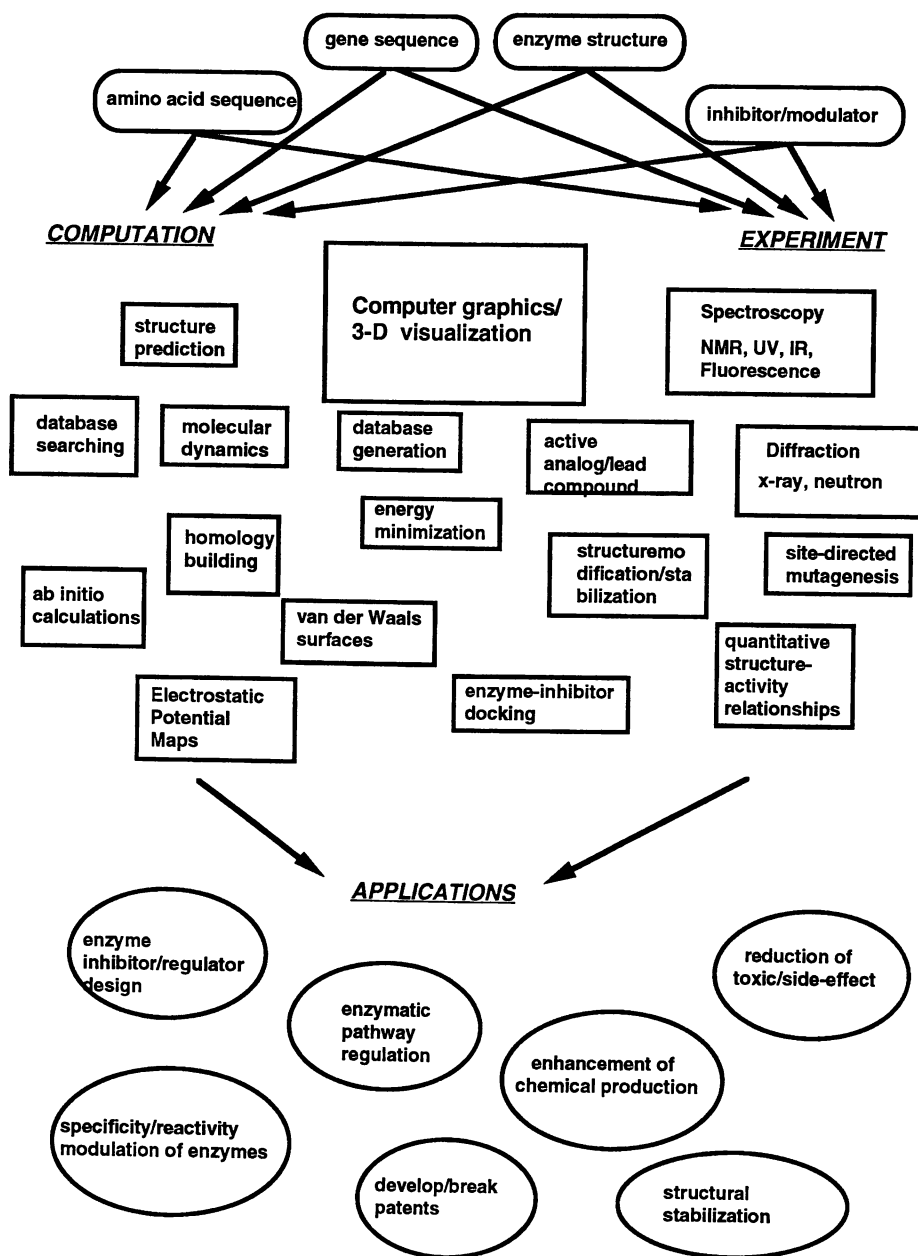 gene sequence
enzyme structure
amino acid sequence
inhibitor/modulator
COMPUTATION
EXPERIMENT
Computer graphics/
3-D visualization
Spectroscopy
NMR, UV, IR,
Fluorescence
structure
prediction
database
searching
molecular
dynamics
database
generation
active
analog/lead
compound
Diffraction
x-ray, neutron
energy
minimization
homology
building
structuremo
dification/sta
bilization
site-directed
mutagenesis
ab initio
calculations
van der Waals
surfaces
quantitative
structure-
activity
relationships
Electrostatic
Potential
Maps
enzyme-inhibitor
docking
APPLICATIONS
enzyme
inhibitor/regulator
design
reduction of
toxic/side-effect
enzymatic
pathway
regulation
enhancement of
chemical production
specificity/reactivity
modulation of enzymes
develop/break
patents
structural
stabilization